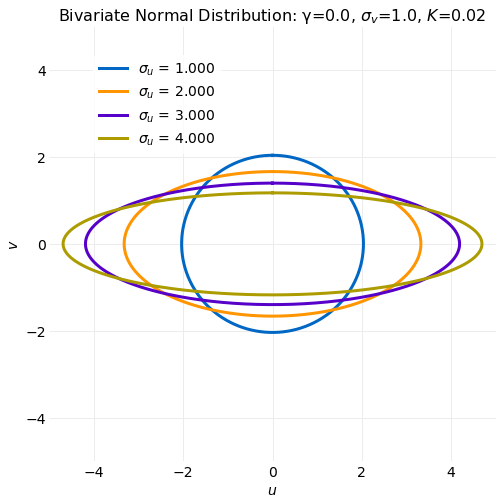 Bivariate Normal Distribution: γ=0.0, σᵥ=1.0, K=0.02
σᵤ = 1.000
σᵤ = 2.000
σᵤ = 3.000
σᵤ = 4.000
4
2
0
−2
−4
v
−4 −2 0 2 4
u